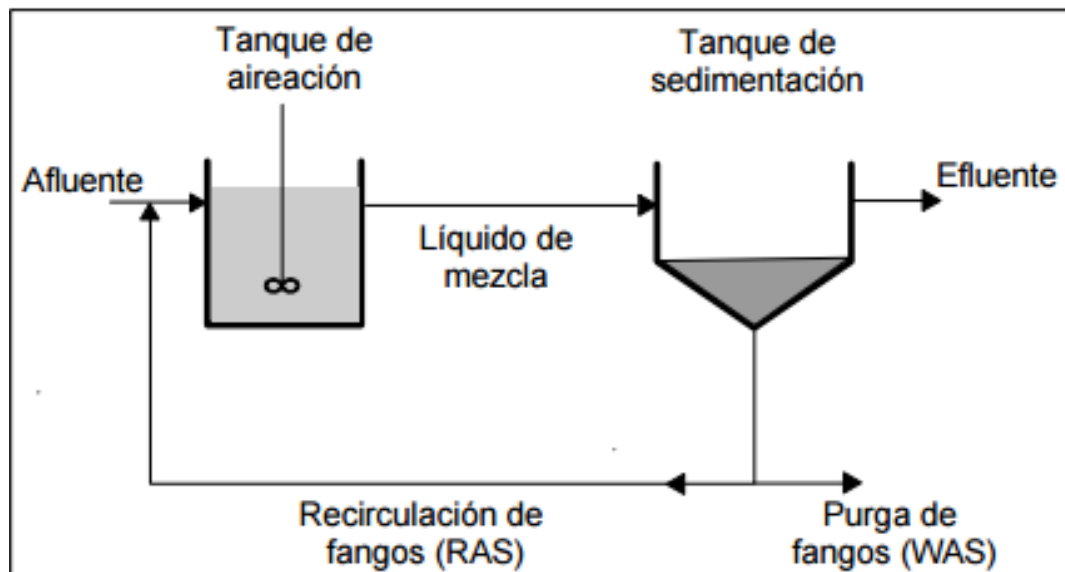 Tanque de
aireación
Tanque de
sedimentación
Afluente
Efluente
Líquido de
mezcla
Recirculación de
fangos (RAS)
Purga de
fangos (WAS)